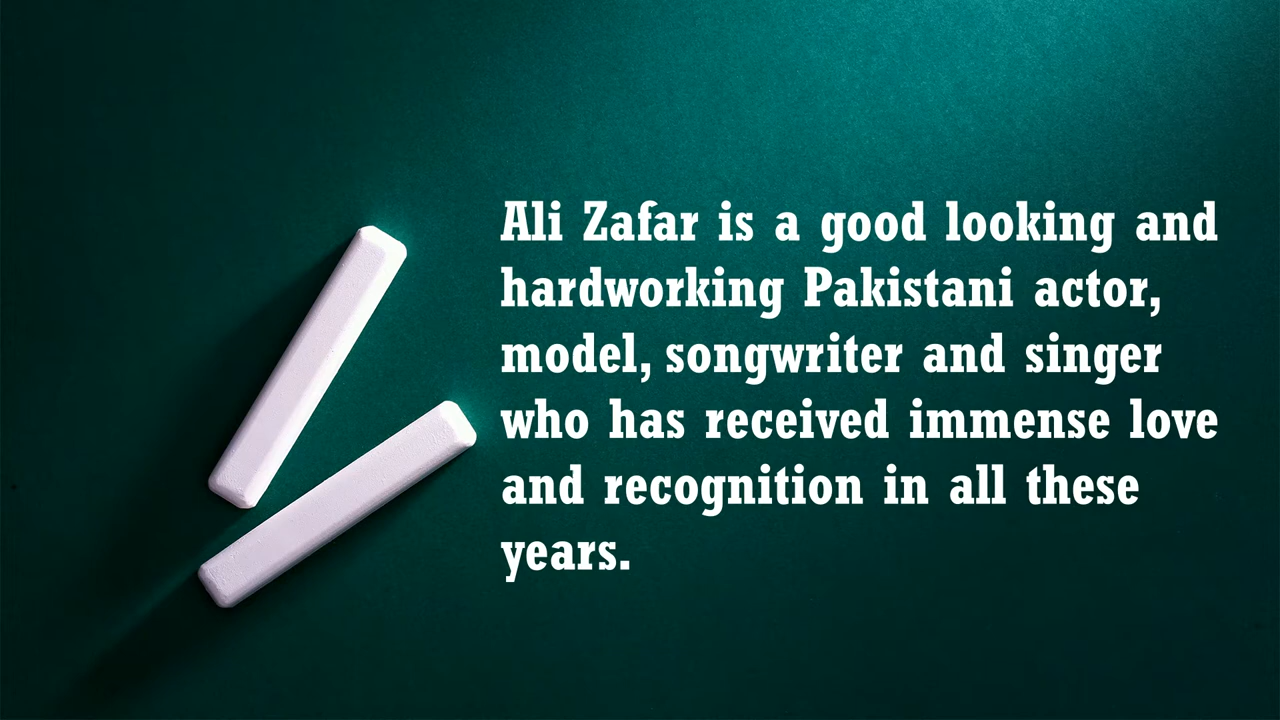 Ali Zafar is a good looking and
hardworking Pakistani actor,
model, songwriter and singer
who has received immense love
and recognition in all these
years.